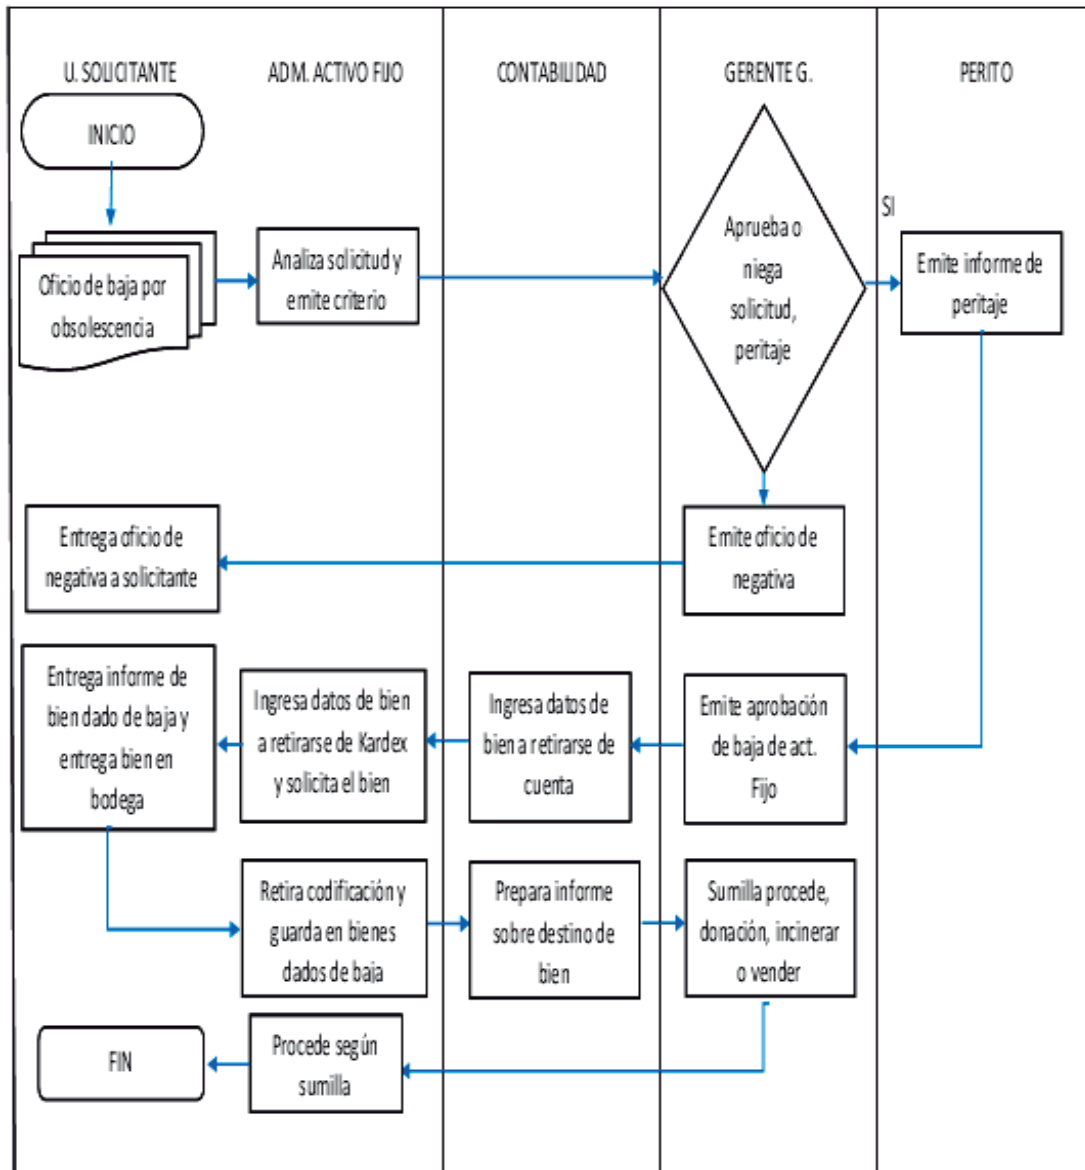 U. SOLICITANTE
ADM. ACTIVO FIJO
CONTABILIDAD
GERENTE G.
PERITO
INICIO
Oficio de baja por
obsolescencia
Analiza solicitud y
emite criterio
Aprueba o
niega
solicitud,
peritaje
SI
Emite informe de
peritaje
Entrega oficio de
negativa a solicitante
Emite oficio de
negativa
Entrega informe de
bien dado de baja y
entrega bien en
bodega
Ingresa datos de bien
a retirarse de Kardex
y solicita el bien
Ingresa datos de
bien a retirarse de
cuenta
Emite aprobación
de baja de act.
Fijo
Retira codificación y
guarda en bienes
dados de baja
Prepara informe
sobre destino de
bien
Sumilla procede,
donación, incinerar
o vender
FIN
Procede según
sumilla